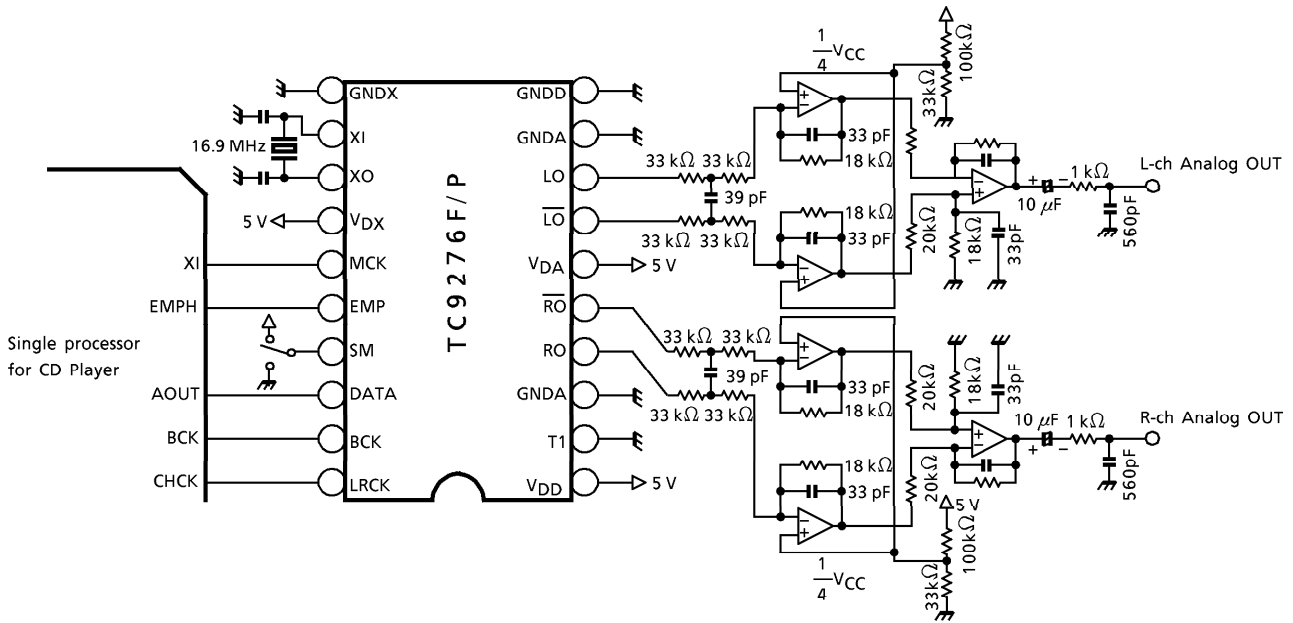 Single processor
for CD Player
XI
EMPH
AOUT
BCK
CHCK
16.9 MHz
5 V
GNDX
XI
XO
VDX
MCK
EMP
SM
DATA
BCK
LRCK
TC9276F/P
GNDD
GNDA
LO
L̅O̅
VDA
R̅O̅
RO
GNDA
T1
VDD
5 V
5 V
33 kΩ 33 kΩ
39 pF
33 kΩ 33 kΩ
1/4 VCC
33 pF
18 kΩ
18 kΩ
33 pF
100kΩ
33kΩ
20kΩ
18kΩ
33pF
+ −
10 μF
1 kΩ
560pF
L-ch Analog OUT
33 kΩ 33 kΩ
39 pF
33 kΩ 33 kΩ
33 pF
18 kΩ
18 kΩ
33 pF
1/4 VCC
20kΩ
20kΩ
18kΩ
33pF
10 μF
+ −
1 kΩ
560pF
R-ch Analog OUT
5 V
100kΩ
33kΩ